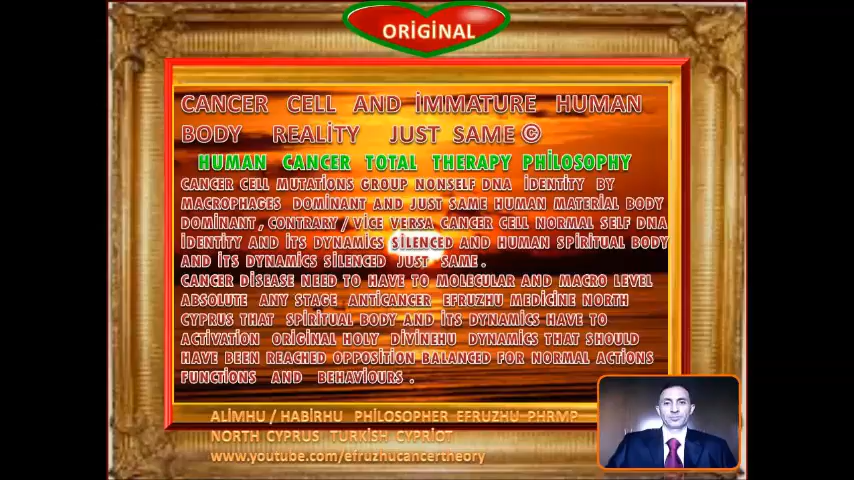 ORİGİNAL
CANCER CELL AND İMMATURE HUMAN
BODY REALİTY JUST SAME ©
HUMAN CANCER TOTAL THERAPY PHİLOSOPHY
CANCER CELL MUTATİONS GROUP NONSELF DNA İDENTİTY BY
MACROPHAGES DOMİNANT AND JUST SAME HUMAN MATERİAL BODY
DOMİNANT , CONTRARY / VİCE VERSA CANCER CELL NORMAL SELF DNA
İDENTİTY AND İTS DYNAMİCS SİLENCED AND HUMAN SPİRİTUAL BODY
AND İTS DYNAMİCS SİLENCED JUST SAME .
CANCER DİSEASE NEED TO HAVE TO MOLECULAR AND MACRO LEVEL
ABSOLUTE ANY STAGE ANTİCANCER EFRUZHU MEDİCİNE NORTH
CYPRUS THAT SPİRİTUAL BODY AND İTS DYNAMİCS HAVE TO
ACTİVATİON ORİGİNAL HOLY DİVİNEHU DYNAMİCS THAT SHOULD
HAVE BEEN REACHED OPPOSİTİON BALANCED FOR NORMAL ACTİONS
FUNCTİONS AND BEHAVİOURS .
ALİMHU / HABİRHU PHİLOSOPHER EFRUZHU PHRMP
NORTH CYPRUS TURKİSH CYPRİOT
www.youtube.com/efruzhucancertheory